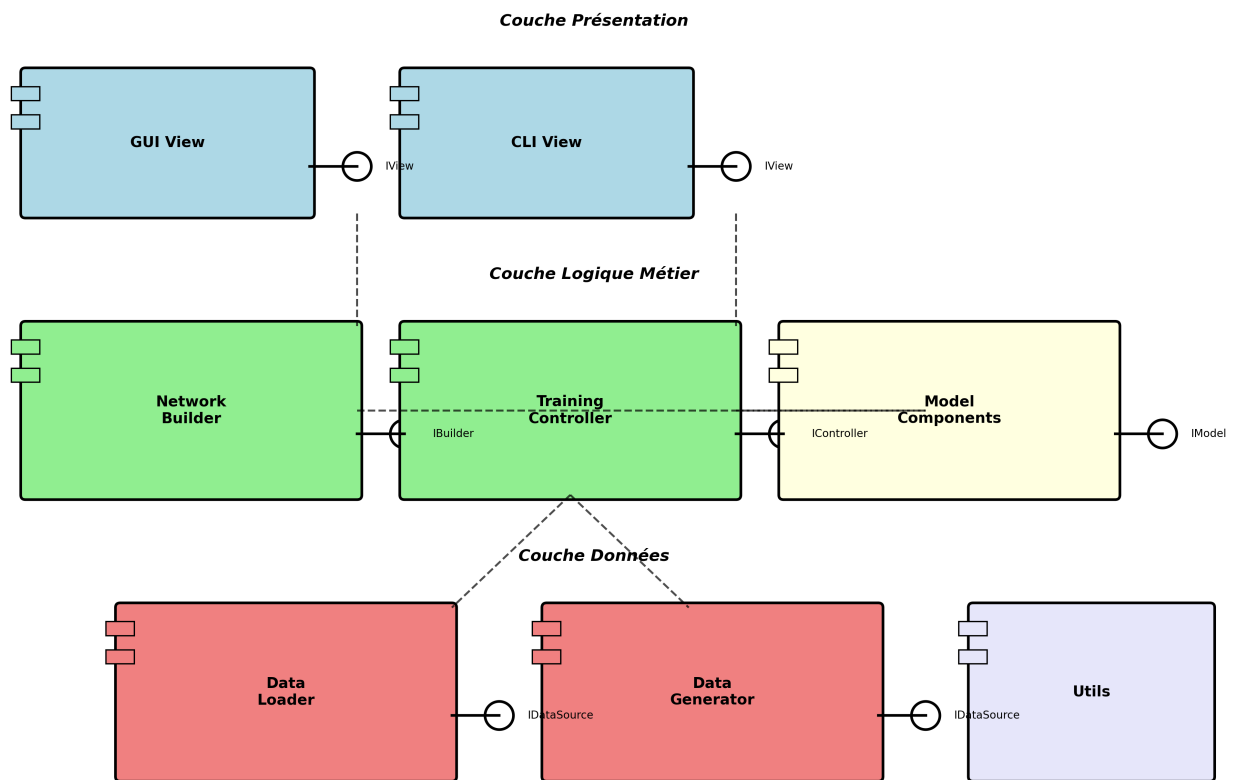 Couche Présentation
GUI View
IView
CLI View
IView
Couche Logique Métier
Network
Builder
IBuilder
Training
Controller
IController
Model
Components
IModel
Couche Données
Data
Loader
IDataSource
Data
Generator
IDataSource
Utils